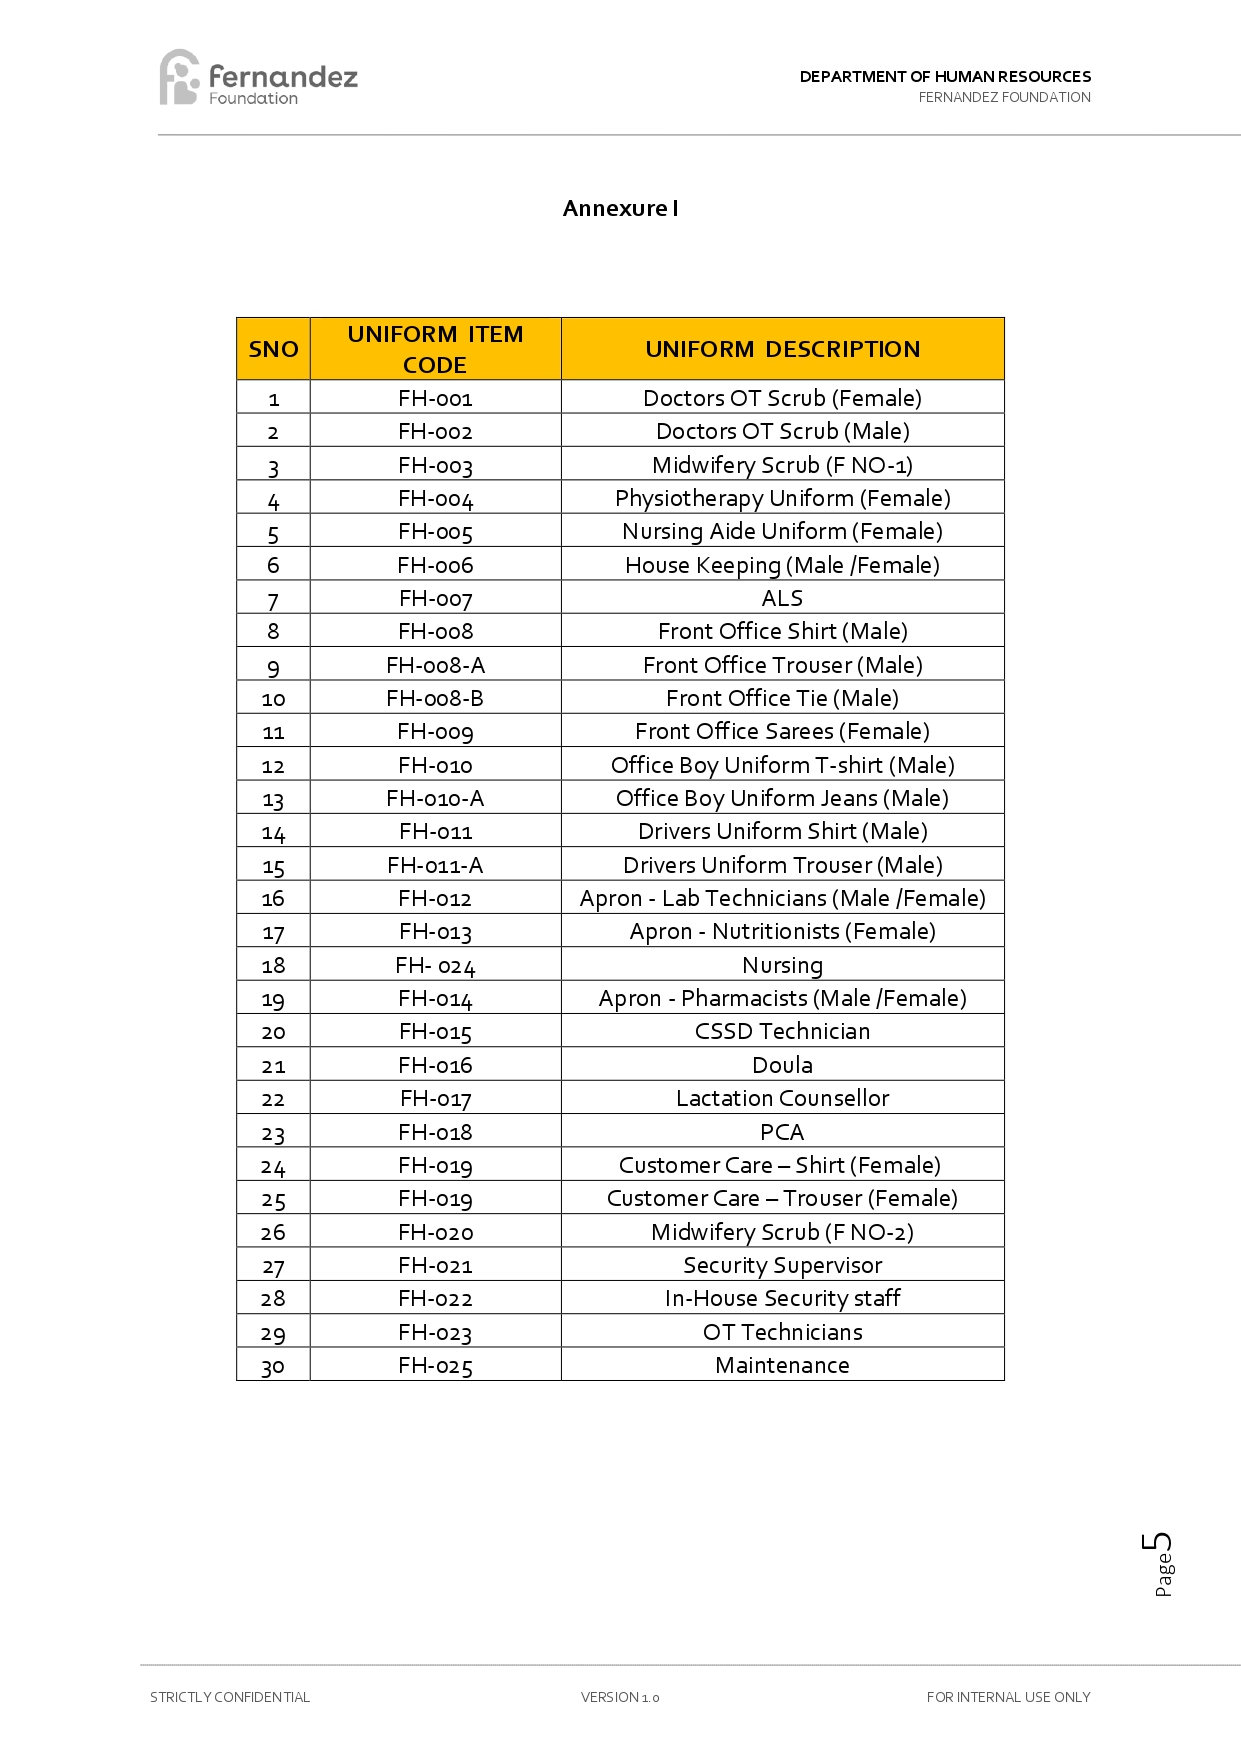 fernandez
Foundation
DEPARTMENT OF HUMAN RESOURCES
FERNANDEZ FOUNDATION
Annexure I
SNO UNIFORM ITEM CODE UNIFORM DESCRIPTION
1 FH-001 Doctors OT Scrub (Female)
2 FH-002 Doctors OT Scrub (Male)
3 FH-003 Midwifery Scrub (F NO-1)
4 FH-004 Physiotherapy Uniform (Female)
5 FH-005 Nursing Aide Uniform (Female)
6 FH-006 House Keeping (Male /Female)
7 FH-007 ALS
8 FH-008 Front Office Shirt (Male)
9 FH-008-A Front Office Trouser (Male)
10 FH-008-B Front Office Tie (Male)
11 FH-009 Front Office Sarees (Female)
12 FH-010 Office Boy Uniform T-shirt (Male)
13 FH-010-A Office Boy Uniform Jeans (Male)
14 FH-011 Drivers Uniform Shirt (Male)
15 FH-011-A Drivers Uniform Trouser (Male)
16 FH-012 Apron - Lab Technicians (Male /Female)
17 FH-013 Apron - Nutritionists (Female)
18 FH- 024 Nursing
19 FH-014 Apron - Pharmacists (Male /Female)
20 FH-015 CSSD Technician
21 FH-016 Doula
22 FH-017 Lactation Counsellor
23 FH-018 PCA
24 FH-019 Customer Care – Shirt (Female)
25 FH-019 Customer Care – Trouser (Female)
26 FH-020 Midwifery Scrub (F NO-2)
27 FH-021 Security Supervisor
28 FH-022 In-House Security staff
29 FH-023 OT Technicians
30 FH-025 Maintenance
Page5
STRICTLY CONFIDENTIAL VERSION 1.0 FOR INTERNAL USE ONLY